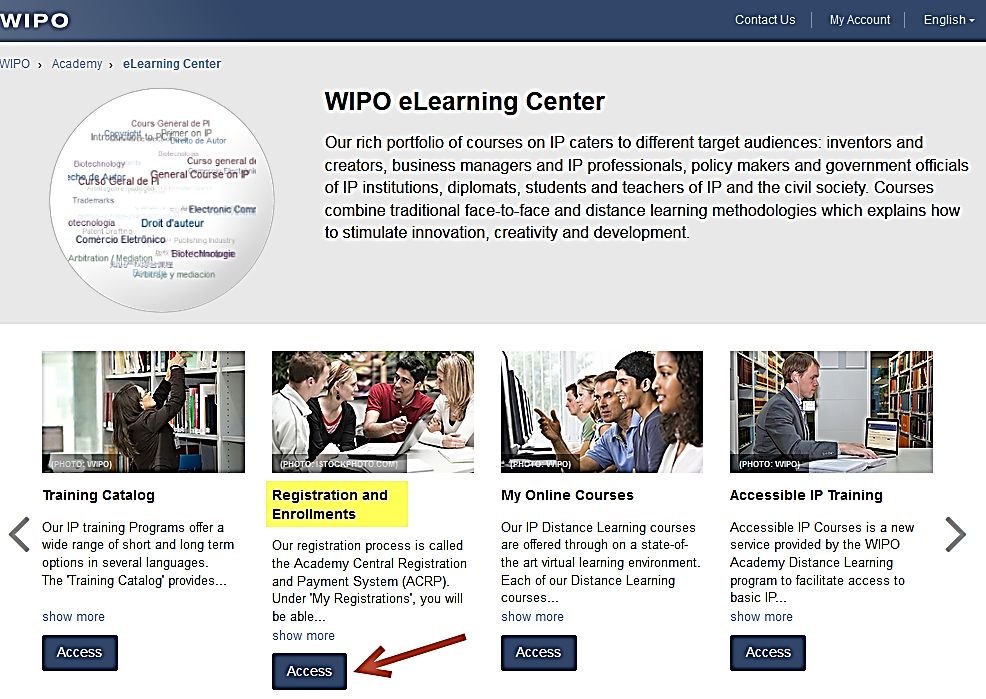 WIPO
Contact Us
My Account
English
WIPO › Academy › eLearning Center
Cours General de PI
Copyright
Primer on IP
Introduction to PCT
Direito de Autor
Biotechnologia
Biotechnology
Curso general de
General Course on IP
Curso Geral de PI
Trademarks
Electronic Comr
otecnologia
Droit d'auteur
Patent Drafting
Comércio Eletrônico
Publishing Industry
Arbitration / Mediation
Arbitraje y mediacion
WIPO eLearning Center
Our rich portfolio of courses on IP caters to different target audiences: inventors and
creators, business managers and IP professionals, policy makers and government officials
of IP institutions, diplomats, students and teachers of IP and the civil society. Courses
combine traditional face-to-face and distance learning methodologies which explains how
to stimulate innovation, creativity and development.
(PHOTO: WIPO)
Training Catalog
Our IP training Programs offer a
wide range of short and long term
options in several languages.
The 'Training Catalog' provides...
show more
Access
(PHOTO: ISTOCKPHOTO.COM)
Registration and
Enrollments
Our registration process is called
the Academy Central Registration
and Payment System (ACRP).
Under 'My Registrations', you will
be able...
show more
Access
(PHOTO: WIPO)
My Online Courses
Our IP Distance Learning courses
are offered through on a state-of-
the art virtual learning environment.
Each of our Distance Learning
courses...
show more
Access
(PHOTO: WIPO)
Accessible IP Training
Accessible IP Courses is a new
service provided by the WIPO
Academy Distance Learning
program to facilitate access to
basic IP...
show more
Access